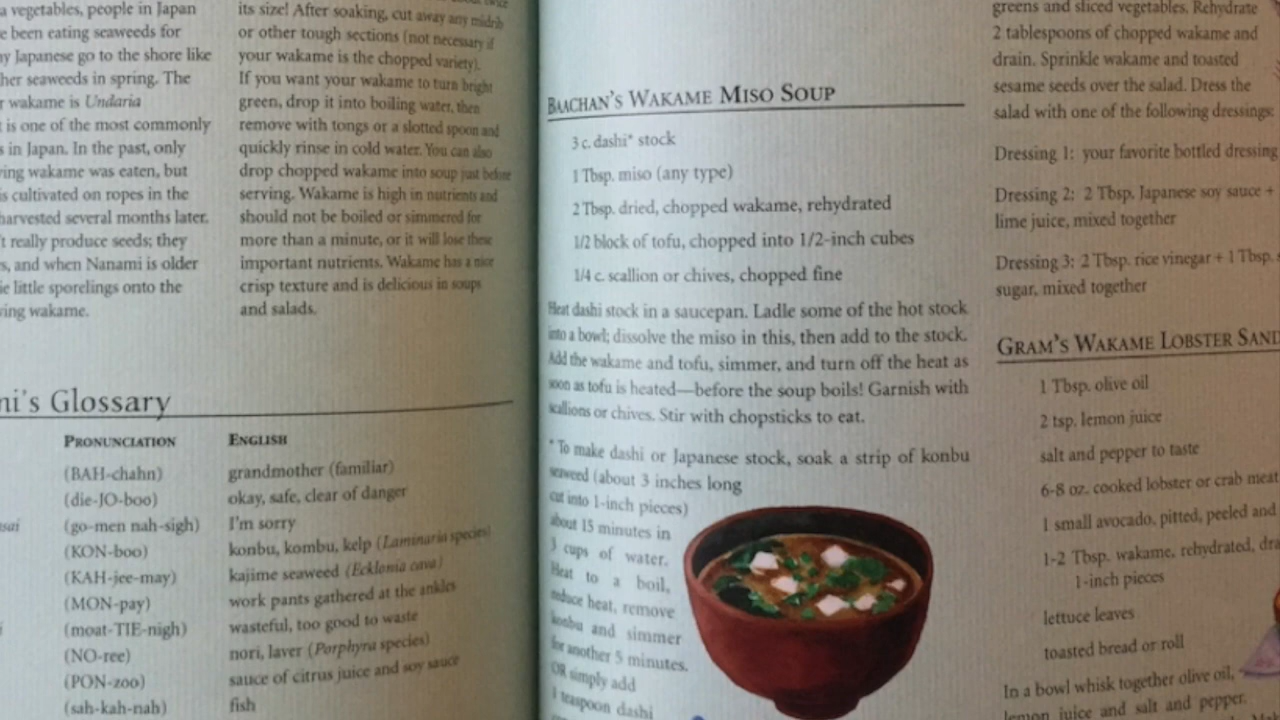 a vegetables, people in Japan
e been eating seaweeds for
y Japanese go to the shore like
her seaweeds in spring. The
r wakame is Undaria
t is one of the most commonly
s in Japan. In the past, only
ving wakame was eaten, but
is cultivated on ropes in the
harvested several months later.
't really produce seeds; they
s, and when Nanami is older
ie little sporelings onto the
ving wakame.
its size! After soaking, cut away any midrib
or other tough sections (not necessary if
your wakame is the chopped variety).
If you want your wakame to turn bright
green, drop it into boiling water, then
remove with tongs or a slotted spoon and
quickly rinse in cold water. You can also
drop chopped wakame into soup just before
serving. Wakame is high in nutrients and
should not be boiled or simmered for
more than a minute, or it will lose these
important nutrients. Wakame has a nice
crisp texture and is delicious in soups
and salads.
ni's Glossary
PRONUNCIATION ENGLISH
(BAH-chahn) grandmother (familiar)
(die-JO-boo) okay, safe, clear of danger
sai (go-men nah-sigh) I'm sorry
(KON-boo) konbu, kombu, kelp (Laminaria species)
(KAH-jee-may) kajime seaweed (Ecklonia cava)
(MON-pay) work pants gathered at the ankles
i (moat-TIE-nigh) wasteful, too good to waste
(NO-ree) nori, laver (Porphyra species)
(PON-zoo) sauce of citrus juice and soy sauce
(sah-kah-nah) fish
BAACHAN'S WAKAME MISO SOUP
3 c. dashi* stock
1 Tbsp. miso (any type)
2 Tbsp. dried, chopped wakame, rehydrated
1/2 block of tofu, chopped into 1/2-inch cubes
1/4 c. scallion or chives, chopped fine
Heat dashi stock in a saucepan. Ladle some of the hot stock
into a bowl; dissolve the miso in this, then add to the stock.
Add the wakame and tofu, simmer, and turn off the heat as
soon as tofu is heated—before the soup boils! Garnish with
scallions or chives. Stir with chopsticks to eat.
* To make dashi or Japanese stock, soak a strip of konbu
seaweed (about 3 inches long
cut into 1-inch pieces)
about 15 minutes in
3 cups of water.
Heat to a boil,
reduce heat, remove
konbu and simmer
for another 5 minutes.
OR simply add
1 teaspoon dashi
greens and sliced vegetables. Rehydrate
2 tablespoons of chopped wakame and
drain. Sprinkle wakame and toasted
sesame seeds over the salad. Dress the
salad with one of the following dressings:
Dressing 1: your favorite bottled dressing
Dressing 2: 2 Tbsp. Japanese soy sauce +
lime juice, mixed together
Dressing 3: 2 Tbsp. rice vinegar + 1 Tbsp. s
sugar, mixed together
GRAM'S WAKAME LOBSTER SAND
1 Tbsp. olive oil
2 tsp. lemon juice
salt and pepper to taste
6-8 oz. cooked lobster or crab meat
1 small avocado, pitted, peeled and
1-2 Tbsp. wakame, rehydrated, dra
1-inch pieces
lettuce leaves
toasted bread or roll
In a bowl whisk together olive oil,
lemon juice and salt and pepper.